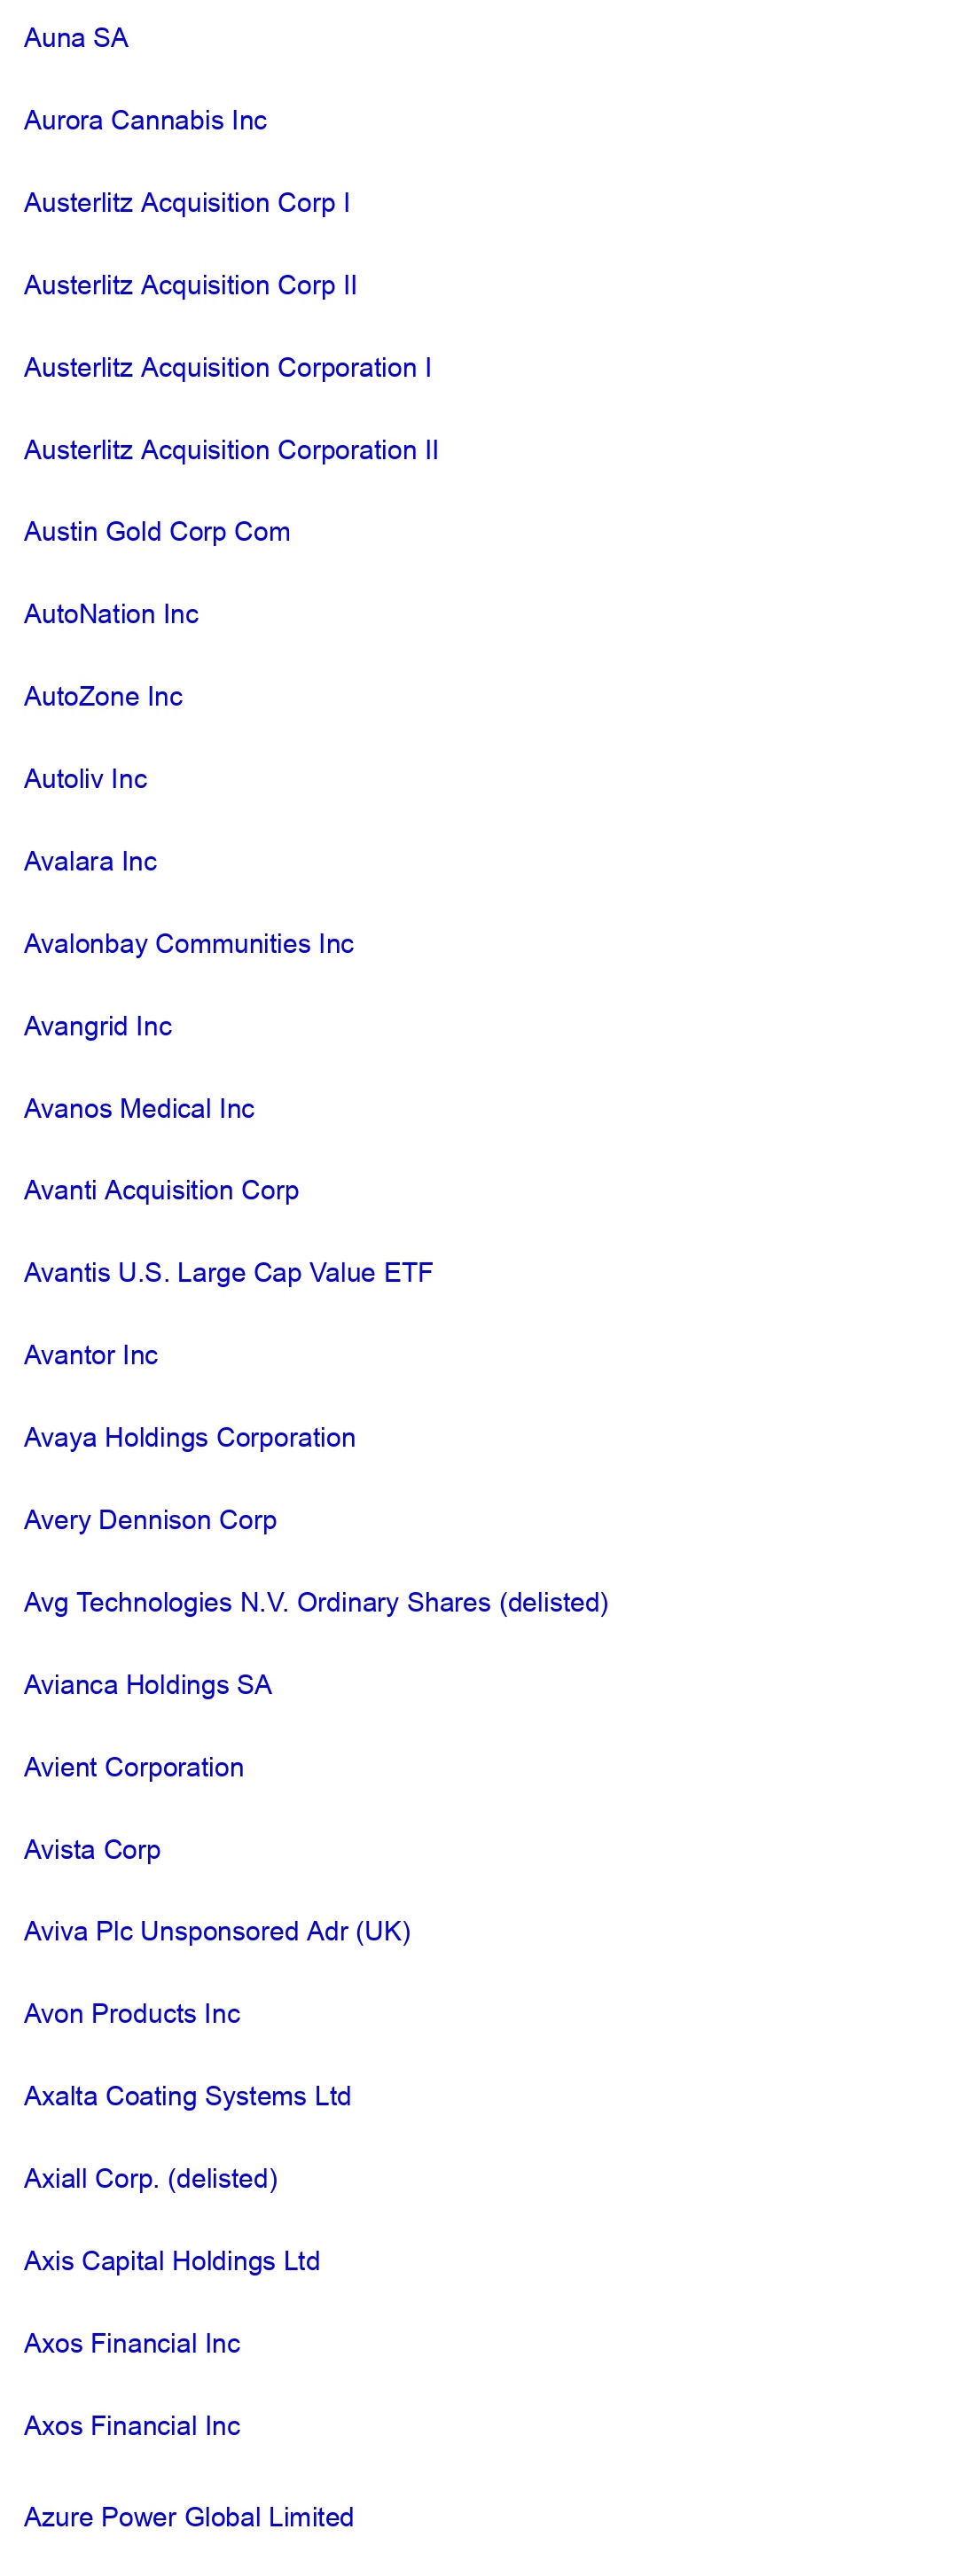 Auna SA
Aurora Cannabis Inc
Austerlitz Acquisition Corp I
Austerlitz Acquisition Corp II
Austerlitz Acquisition Corporation I
Austerlitz Acquisition Corporation II
Austin Gold Corp Com
AutoNation Inc
AutoZone Inc
Autoliv Inc
Avalara Inc
Avalonbay Communities Inc
Avangrid Inc
Avanos Medical Inc
Avanti Acquisition Corp
Avantis U.S. Large Cap Value ETF
Avantor Inc
Avaya Holdings Corporation
Avery Dennison Corp
Avg Technologies N.V. Ordinary Shares (delisted)
Avianca Holdings SA
Avient Corporation
Avista Corp
Aviva Plc Unsponsored Adr (UK)
Avon Products Inc
Axalta Coating Systems Ltd
Axiall Corp. (delisted)
Axis Capital Holdings Ltd
Axos Financial Inc
Axos Financial Inc
Azure Power Global Limited